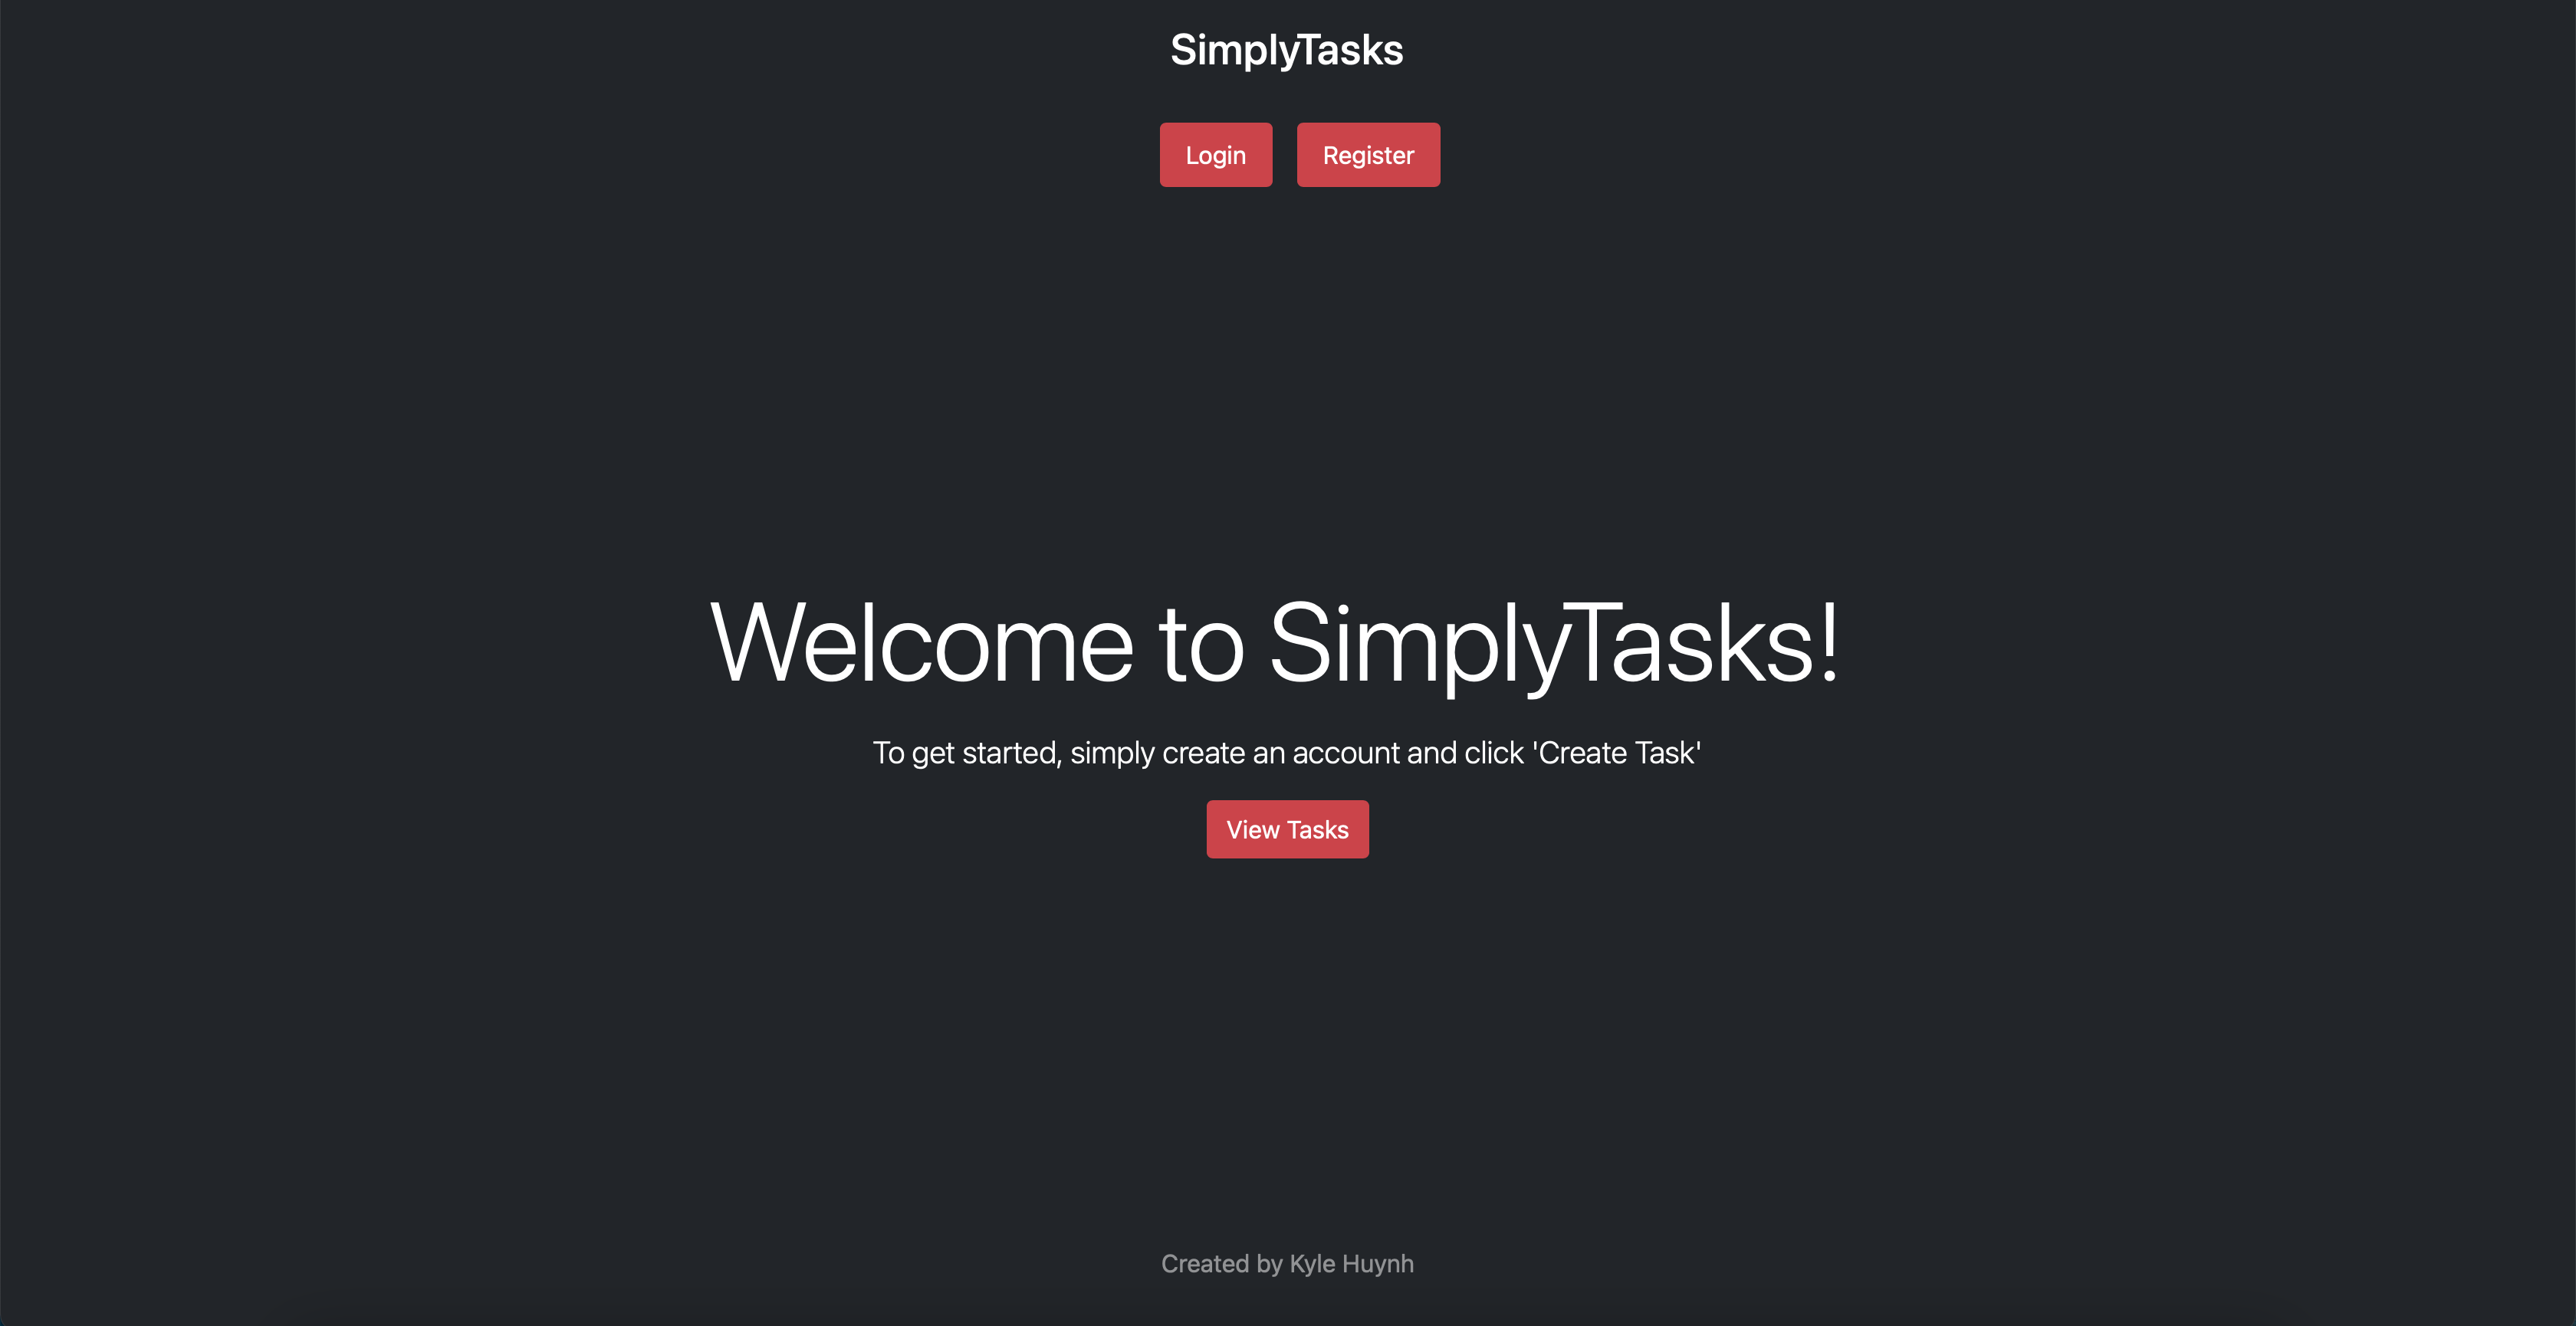 SimplyTasks
Login Register
Welcome to SimplyTasks!
To get started, simply create an account and click 'Create Task'
View Tasks
Created by Kyle Huynh